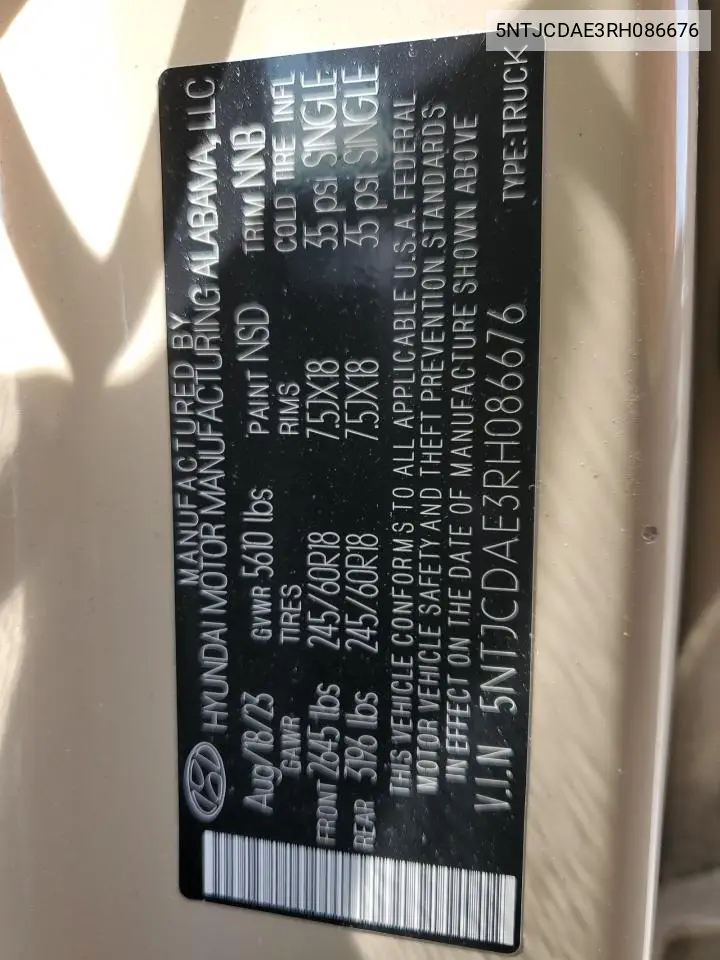 5NTJCDAE3RH086676
MANUFACTURED BY
HYUNDAI MOTOR MANUFACTURING ALABAMA, LLC
Aug/18/23 GVWR 5610 lbs PAINT NSD TRIM NNB
GAWR TIRES RIMS COLD TIRE INFL
FRONT 2645 lbs 245/60R18 7.5JX18 35 psi SINGLE
REAR 3196 lbs 245/60R18 7.5JX18 35 psi SINGLE
THIS VEHICLE CONFORMS TO ALL APPLICABLE U.S.A. FEDERAL
MOTOR VEHICLE SAFETY AND THEFT PREVENTION STANDARDS
IN EFFECT ON THE DATE OF MANUFACTURE SHOWN ABOVE
V.I.N 5NTJCDAE3RH086676 TYPE:TRUCK